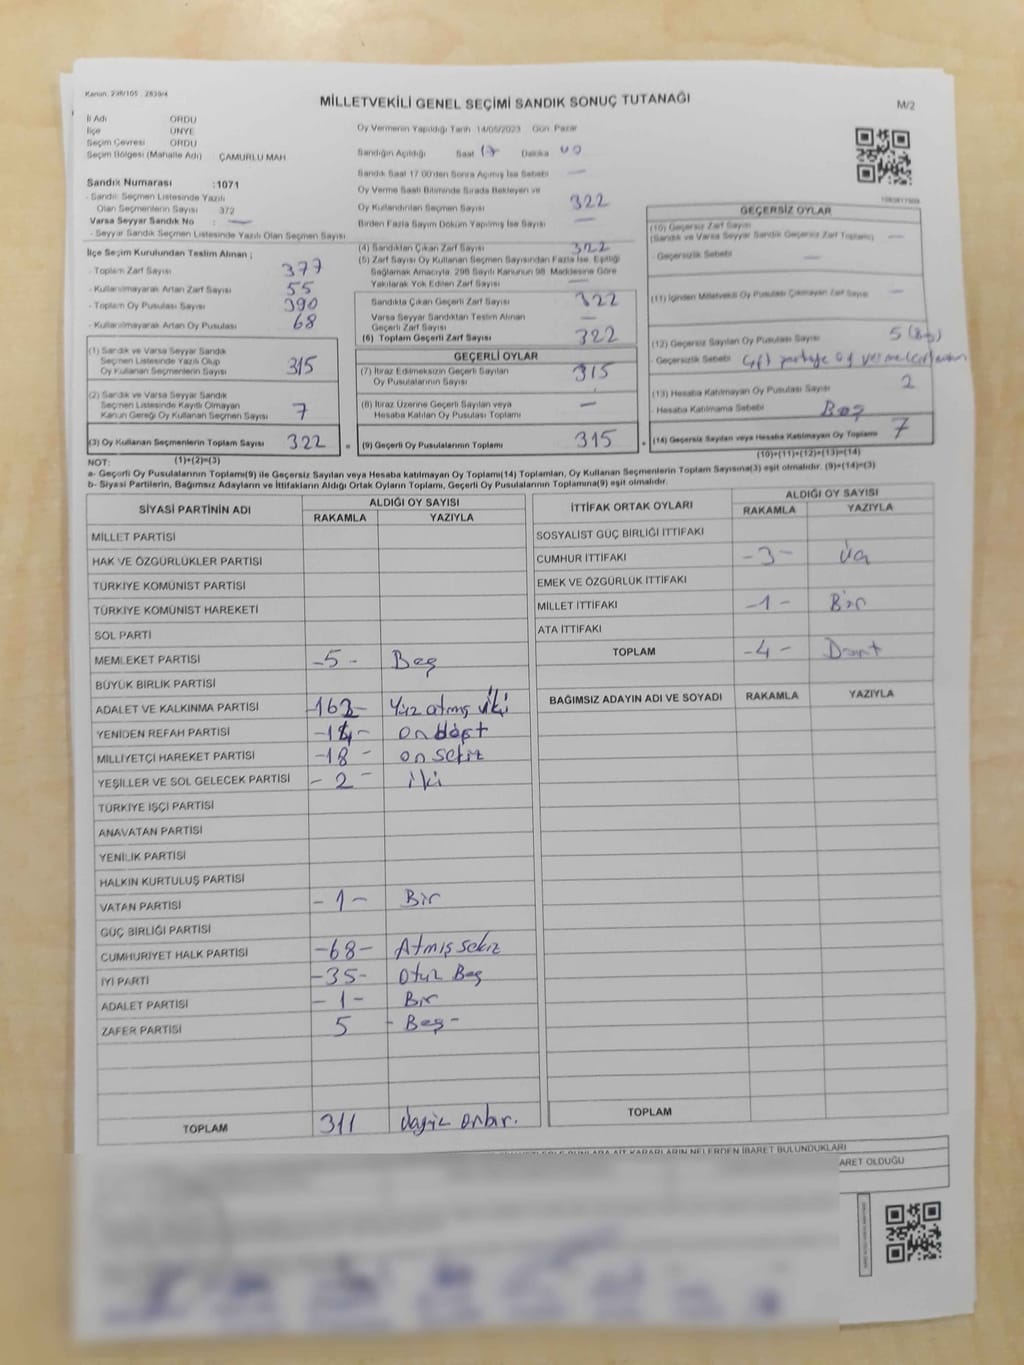 Kanun: 298/105 , 2839/4
MİLLETVEKİLİ GENEL SEÇİMİ SANDIK SONUÇ TUTANAĞI
M/2
İl Adı ORDU
İlçe ÜNYE
Seçim Çevresi ORDU
Seçim Bölgesi (Mahalle Adı) ÇAMURLU MAH
Sandık Numarası :1071
- Sandık Seçmen Listesinde Yazılı
Olan Seçmenlerin Sayısı 372
Varsa Seyyar Sandık No : —
- Seyyar Sandık Seçmen Listesinde Yazılı Olan Seçmen Sayısı
Oy Vermenin Yapıldığı Tarih 14/05/2023 Gün Pazar
Sandığın Açıldığı Saat 17 Dakika 00
Sandık Saat 17:00'den Sonra Açılmış İse Sebebi —
Oy Verme Saati Bitiminde Sırada Bekleyen ve
Oy Kullandırılan Seçmen Sayısı 322
Birden Fazla Sayım Döküm Yapılmış İse Sayısı —
İlçe Seçim Kurulundan Teslim Alınan ;
- Toplam Zarf Sayısı 377
- Kullanılmayarak Artan Zarf Sayısı 55
- Toplam Oy Pusulası Sayısı 390
- Kullanılmayarak Artan Oy Pusulası 68
(1) Sandık ve Varsa Seyyar Sandık
Seçmen Listesinde Yazılı Olup
Oy Kullanan Seçmenlerin Sayısı 315
(2) Sandık ve Varsa Seyyar Sandık
Seçmen Listesinde Kayıtlı Olmayan
Kanun Gereği Oy Kullanan Seçmen Sayısı 7
(3) Oy Kullanan Seçmenlerin Toplam Sayısı 322
(1)+(2)=(3)
(4) Sandıktan Çıkan Zarf Sayısı 322
(5) Zarf Sayısı Oy Kullanan Seçmen Sayısından Fazla İse, Eşitliği
Sağlamak Amacıyla, 298 Sayılı Kanunun 98. Maddesine Göre
Yakılarak Yok Edilen Zarf Sayısı —
Sandıkta Çıkan Geçerli Zarf Sayısı 322
Varsa Seyyar Sandıktan Teslim Alınan
Geçerli Zarf Sayısı —
(6) Toplam Geçerli Zarf Sayısı 322
GEÇERLİ OYLAR
(7) İtiraz Edilmeksizin Geçerli Sayılan
Oy Pusulalarının Sayısı 315
(8) İtiraz Üzerine Geçerli Sayılan veya
Hesaba Katılan Oy Pusulası Toplamı —
= (9) Geçerli Oy Pusulalarının Toplamı 315
GEÇERSİZ OYLAR
(10) Geçersiz Zarf Sayısı
(Sandık ve Varsa Seyyar Sandık Geçersiz Zarf Toplamı) —
- Geçersizlik Sebebi —
(11) İçinden Milletvekili Oy Pusulası Çıkmayan Zarf Sayısı —
(12) Geçersiz Sayılan Oy Pusulası Sayısı 5 (Beş)
- Geçersizlik Sebebi Çift partiye oy
(13) Hesaba Katılmayan Oy Pusulası Sayısı 2
- Hesaba Katılmama Sebebi Boş
+ (14) Geçersiz Sayılan veya Hesaba Katılmayan Oy Toplamı 7
(10)+(11)+(12)+(13)=(14)
NOT:
a- Geçerli Oy Pusulalarının Toplamı(9) ile Geçersiz Sayılan veya Hesaba katılmayan Oy Toplamı(14) Toplamları, Oy Kullanan Seçmenlerin Toplam Sayısına(3) eşit olmalıdır. (9)+(14)=(3)
b- Siyasi Partilerin, Bağımsız Adayların ve İttifakların Aldığı Ortak Oyların Toplamı, Geçerli Oy Pusulalarının Toplamına(9) eşit olmalıdır.
SİYASİ PARTİNİN ADI ALDIĞI OY SAYISI
RAKAMLA YAZIYLA
MİLLET PARTİSİ
HAK VE ÖZGÜRLÜKLER PARTİSİ
TÜRKİYE KOMÜNİST PARTİSİ
TÜRKİYE KOMÜNİST HAREKETİ
SOL PARTİ
MEMLEKET PARTİSİ -5- Beş
BÜYÜK BİRLİK PARTİSİ
ADALET VE KALKINMA PARTİSİ -162- Yüz atmış iki
YENİDEN REFAH PARTİSİ -14- on dört
MİLLİYETÇİ HAREKET PARTİSİ -18- on sekiz
YEŞİLLER VE SOL GELECEK PARTİSİ -2- iki
TÜRKİYE İŞÇİ PARTİSİ
ANAVATAN PARTİSİ
YENİLİK PARTİSİ
HALKIN KURTULUŞ PARTİSİ
VATAN PARTİSİ -1- Bir
GÜÇ BİRLİĞİ PARTİSİ
CUMHURİYET HALK PARTİSİ -68- Atmış sekiz
İYİ PARTİ -35- Otuz Beş
ADALET PARTİSİ -1- Bir
ZAFER PARTİSİ 5 -Beş-
TOPLAM 311 üçyüz onbir.
İTTİFAK ORTAK OYLARI ALDIĞI OY SAYISI
RAKAMLA YAZIYLA
SOSYALİST GÜÇ BİRLİĞİ İTTİFAKI
CUMHUR İTTİFAKI -3- Üç
EMEK VE ÖZGÜRLÜK İTTİFAKI
MİLLET İTTİFAKI -1- Bir
ATA İTTİFAKI
TOPLAM -4- Dört
BAĞIMSIZ ADAYIN ADI VE SOYADI RAKAMLA YAZIYLA
TOPLAM
KARARLARIN NELERDEN İBARET BULUNDUKLARI
ARET OLDUĞU